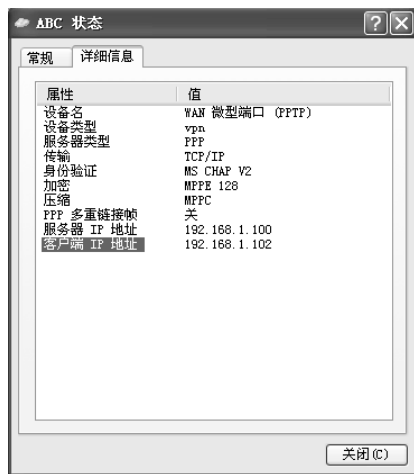 ABC 状态
常规 详细信息
属性 值
设备名 WAN 微型端口 (PPTP)
设备类型 vpn
服务器类型 PPP
传输 TCP/IP
身份验证 MS CHAP V2
加密 MPPE 128
压缩 MPPC
PPP 多重链接帧 关
服务器 IP 地址 192.168.1.100
客户端 IP 地址 192.168.1.102
关闭(C)